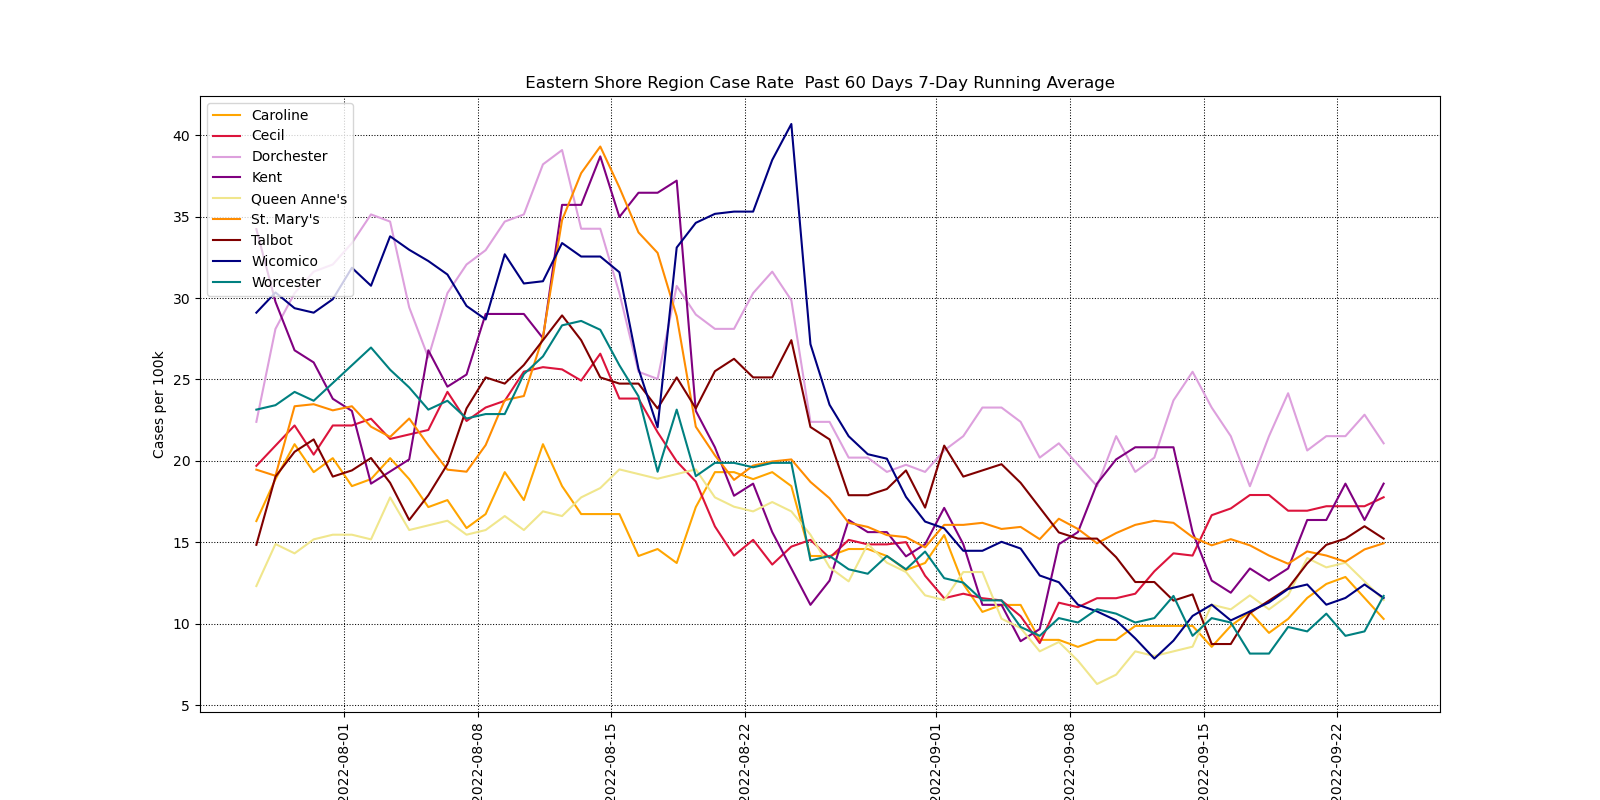 Eastern Shore Region Case Rate  Past 60 Days 7-Day Running Average
Caroline
Cecil
Dorchester
Kent
Queen Anne's
St. Mary's
Talbot
Wicomico
Worcester
Cases per 100k
40
35
30
25
20
15
10
5
2022-08-01
2022-08-08
2022-08-15
2022-08-22
2022-09-01
2022-09-08
2022-09-15
2022-09-22